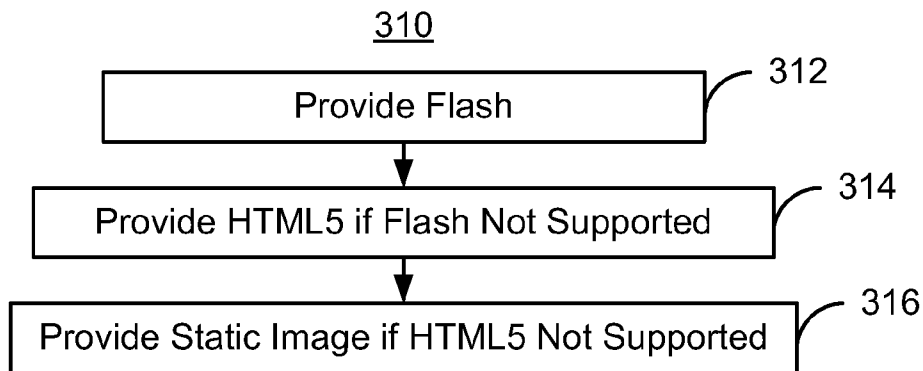 310
312
Provide Flash
314
Provide HTML5 if Flash Not Supported
316
Provide Static Image if HTML5 Not Supported